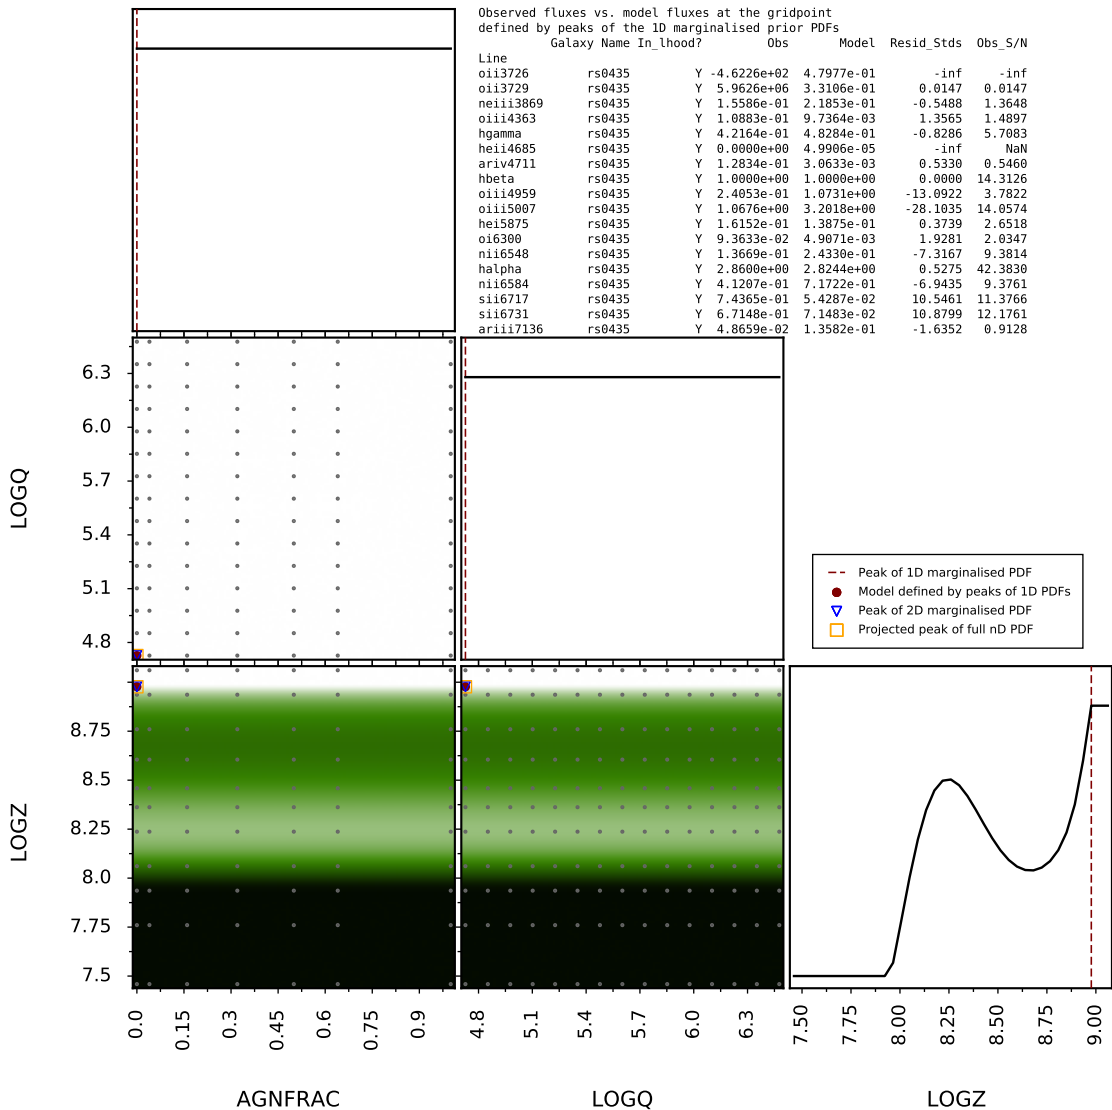 Observed fluxes vs. model fluxes at the gridpoint
defined by peaks of the 1D marginalised prior PDFs
Galaxy Name In_lhood? Obs Model Resid_Stds Obs_S/N
Line
oii3726 rs0435 Y -4.6226e+02 4.7977e-01 -inf -inf
oii3729 rs0435 Y 5.9626e+06 3.3106e-01 0.0147 0.0147
neiii3869 rs0435 Y 1.5586e-01 2.1853e-01 -0.5488 1.3648
oiii4363 rs0435 Y 1.0883e-01 9.7364e-03 1.3565 1.4897
hgamma rs0435 Y 4.2164e-01 4.8284e-01 -0.8286 5.7083
heii4685 rs0435 Y 0.0000e+00 4.9906e-05 -inf NaN
ariv4711 rs0435 Y 1.2834e-01 3.0633e-03 0.5330 0.5460
hbeta rs0435 Y 1.0000e+00 1.0000e+00 0.0000 14.3126
oiii4959 rs0435 Y 2.4053e-01 1.0731e+00 -13.0922 3.7822
oiii5007 rs0435 Y 1.0676e+00 3.2018e+00 -28.1035 14.0574
hei5875 rs0435 Y 1.6152e-01 1.3875e-01 0.3739 2.6518
oi6300 rs0435 Y 9.3633e-02 4.9071e-03 1.9281 2.0347
nii6548 rs0435 Y 1.3669e-01 2.4330e-01 -7.3167 9.3814
halpha rs0435 Y 2.8600e+00 2.8244e+00 0.5275 42.3830
nii6584 rs0435 Y 4.1207e-01 7.1722e-01 -6.9435 9.3761
sii6717 rs0435 Y 7.4365e-01 5.4287e-02 10.5461 11.3766
sii6731 rs0435 Y 6.7148e-01 7.1483e-02 10.8799 12.1761
ariii7136 rs0435 Y 4.8659e-02 1.3582e-01 -1.6352 0.9128
6.3
6.0
5.7
5.4
5.1
4.8
LOGQ
Peak of 1D marginalised PDF
Model defined by peaks of 1D PDFs
Peak of 2D marginalised PDF
Projected peak of full nD PDF
8.75
8.5
8.25
8.0
7.75
7.5
LOGZ
0.0 0.15 0.3 0.45 0.6 0.75 0.9
4.8 5.1 5.4 5.7 6.0 6.3
7.50 7.75 8.00 8.25 8.50 8.75 9.00
AGNFRAC LOGQ LOGZ